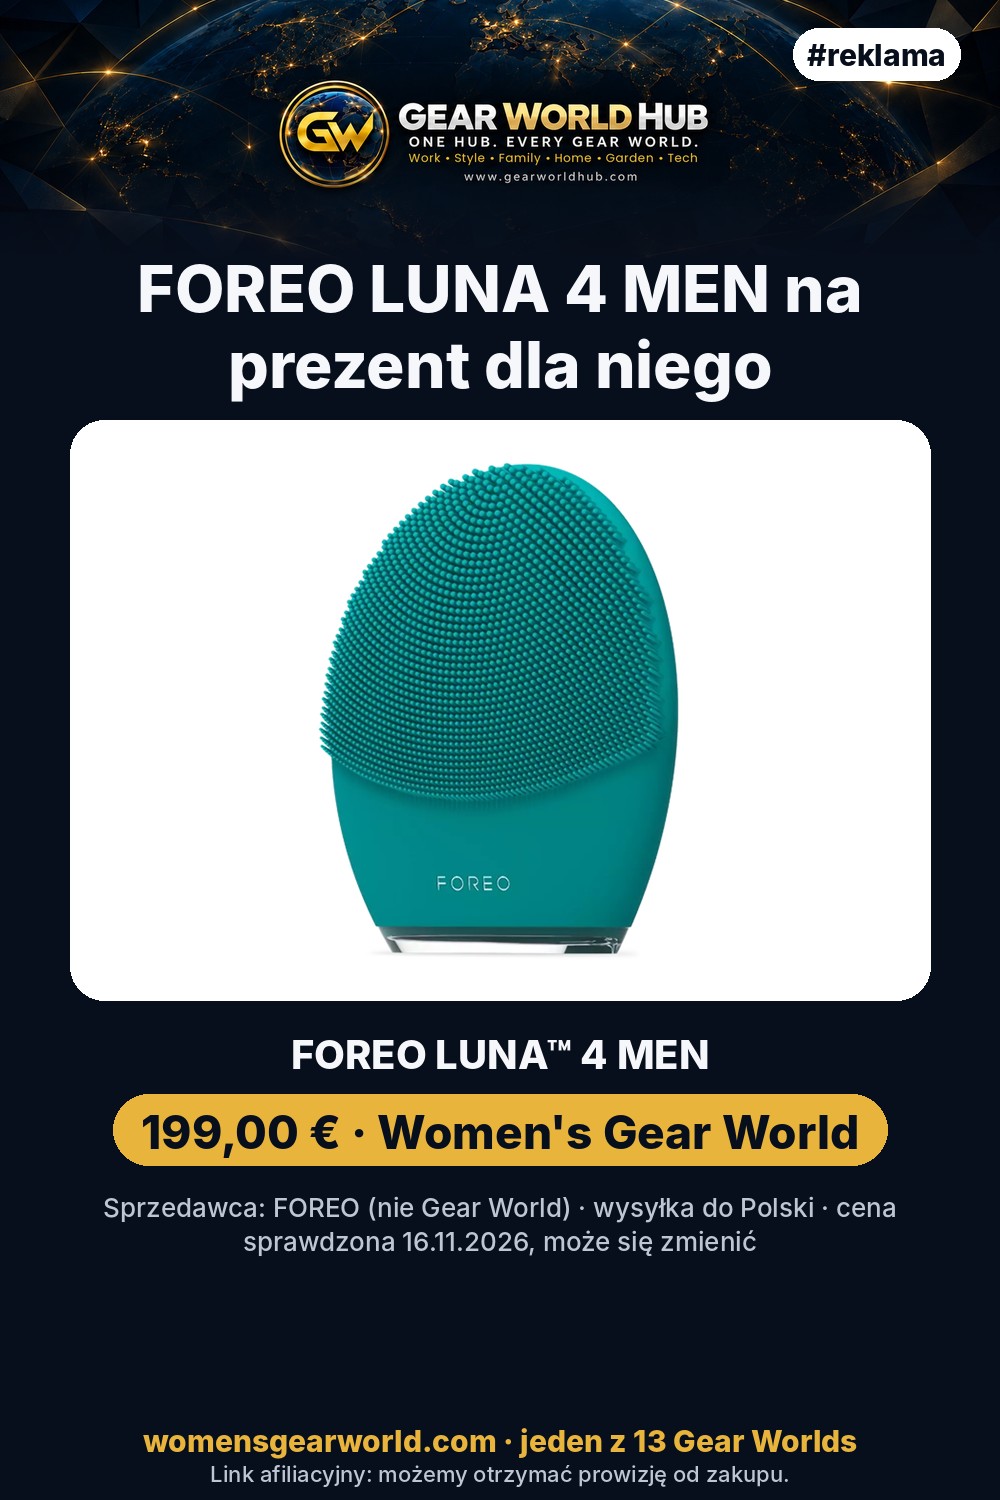 #reklama
GW
GEAR WORLD HUB
ONE HUB. EVERY GEAR WORLD.
Work • Style • Family • Home • Garden • Tech
www.gearworldhub.com
FOREO LUNA 4 MEN na
prezent dla niego
FOREO
FOREO LUNA™ 4 MEN
199,00 € · Women's Gear World
Sprzedawca: FOREO (nie Gear World) · wysyłka do Polski · cena
sprawdzona 16.11.2026, może się zmienić
womensgearworld.com · jeden z 13 Gear Worlds
Link afiliacyjny: możemy otrzymać prowizję od zakupu.